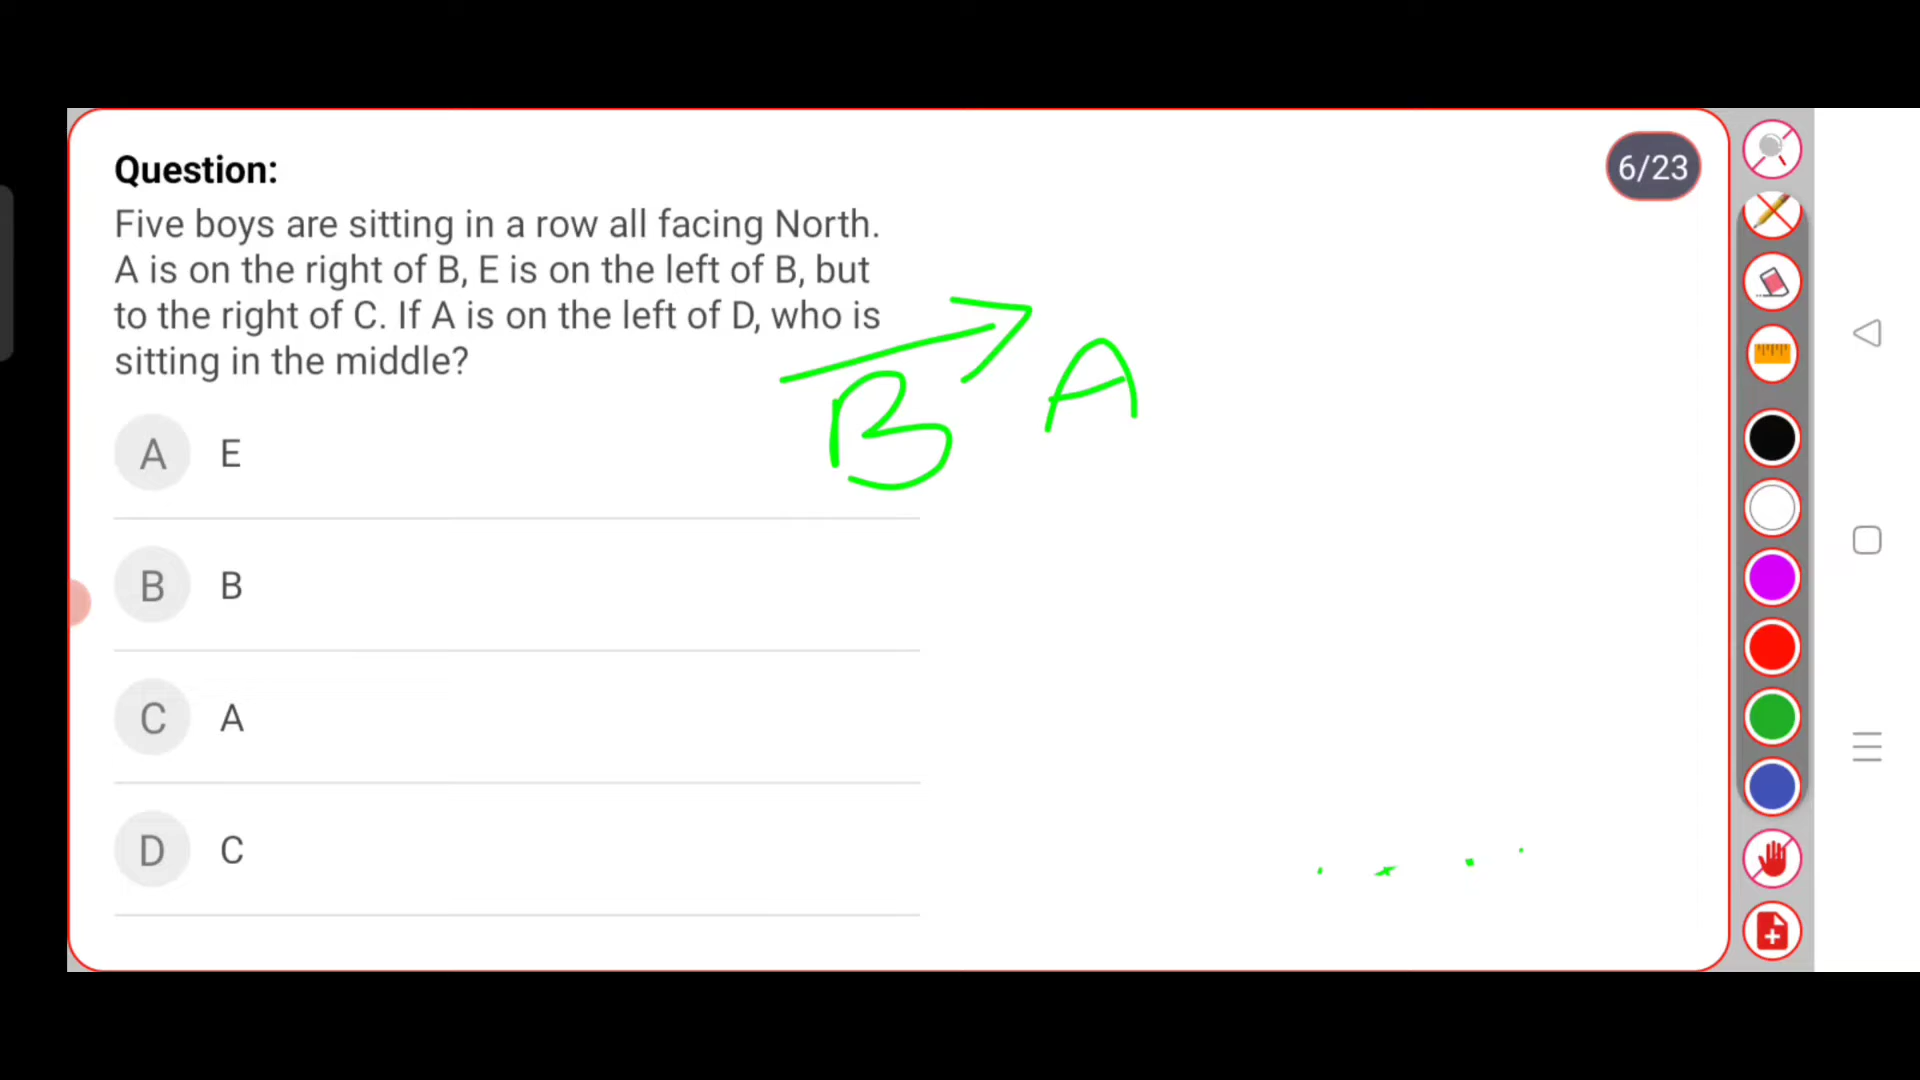 Question:
6/23
Five boys are sitting in a row all facing North.
A is on the right of B, E is on the left of B, but
to the right of C. If A is on the left of D, who is
sitting in the middle?
B A
A E
B B
C A
D C